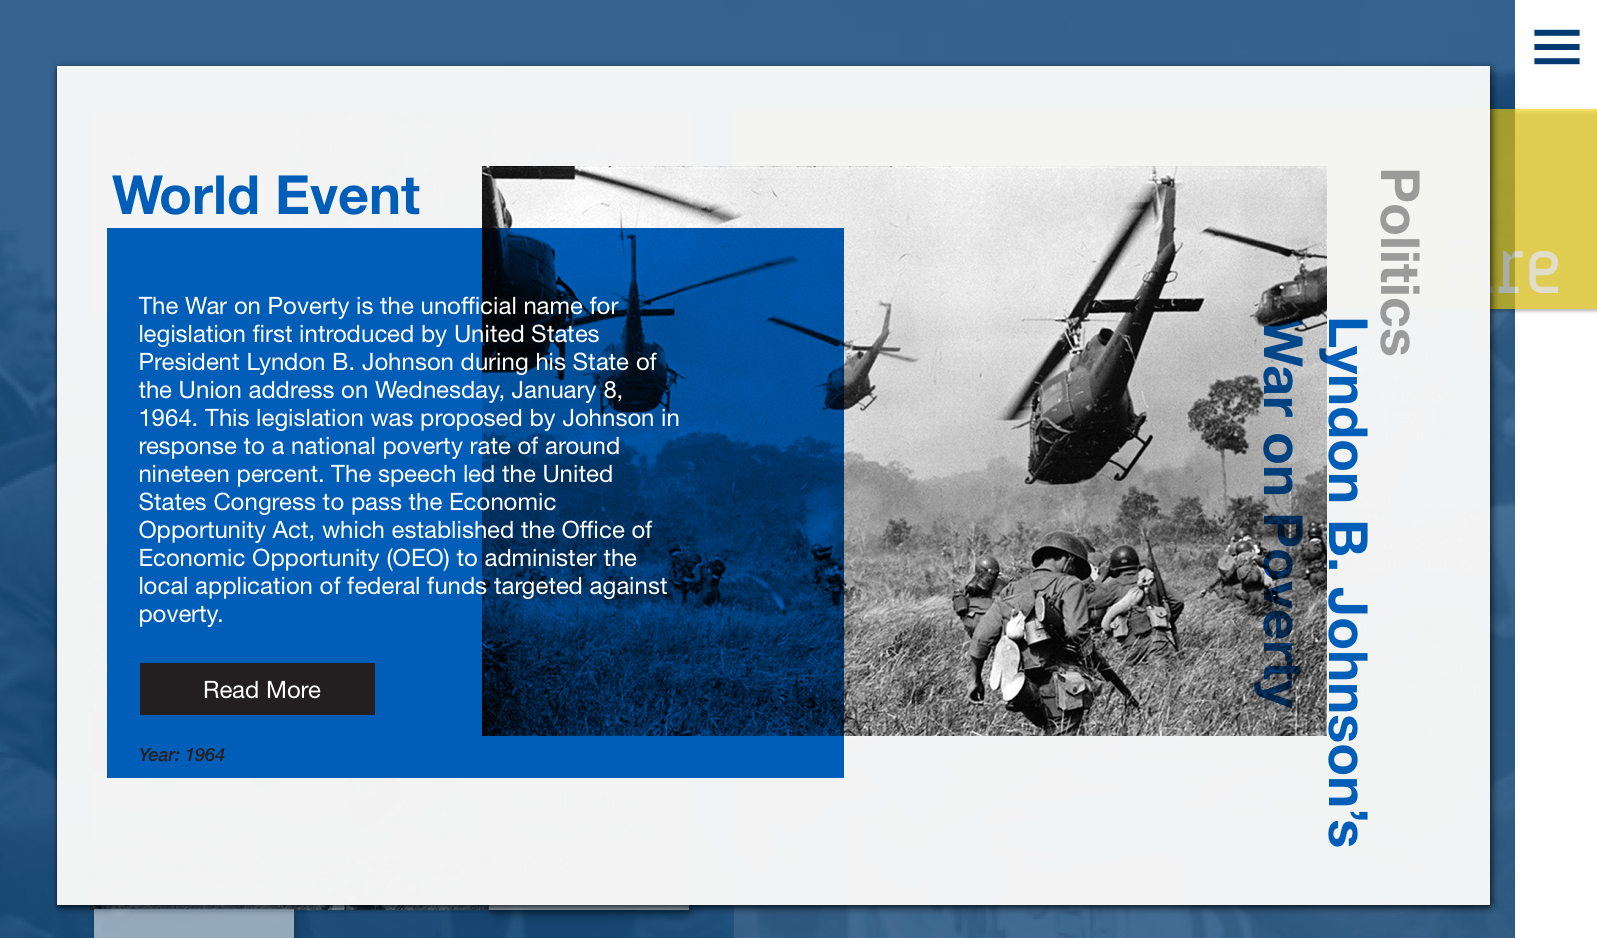 World Event
The War on Poverty is the unofficial name for
legislation first introduced by United States
President Lyndon B. Johnson during his State of
the Union address on Wednesday, January 8,
1964. This legislation was proposed by Johnson in
response to a national poverty rate of around
nineteen percent. The speech led the United
States Congress to pass the Economic
Opportunity Act, which established the Office of
Economic Opportunity (OEO) to administer the
local application of federal funds targeted against
poverty.
Read More
Year: 1964
Politics
Lyndon B. Johnson’s
War on Poverty